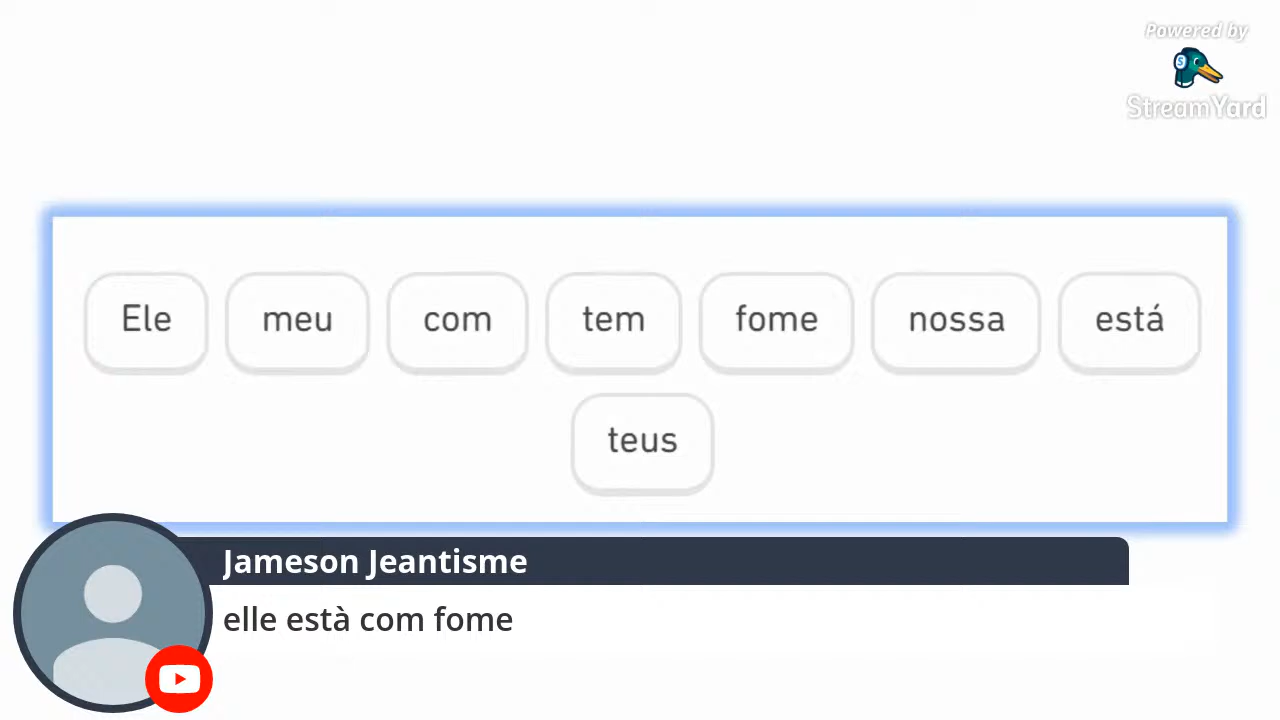 Powered by
StreamYard
Ele meu com tem fome nossa está
teus
Jameson Jeantisme
elle està com fome